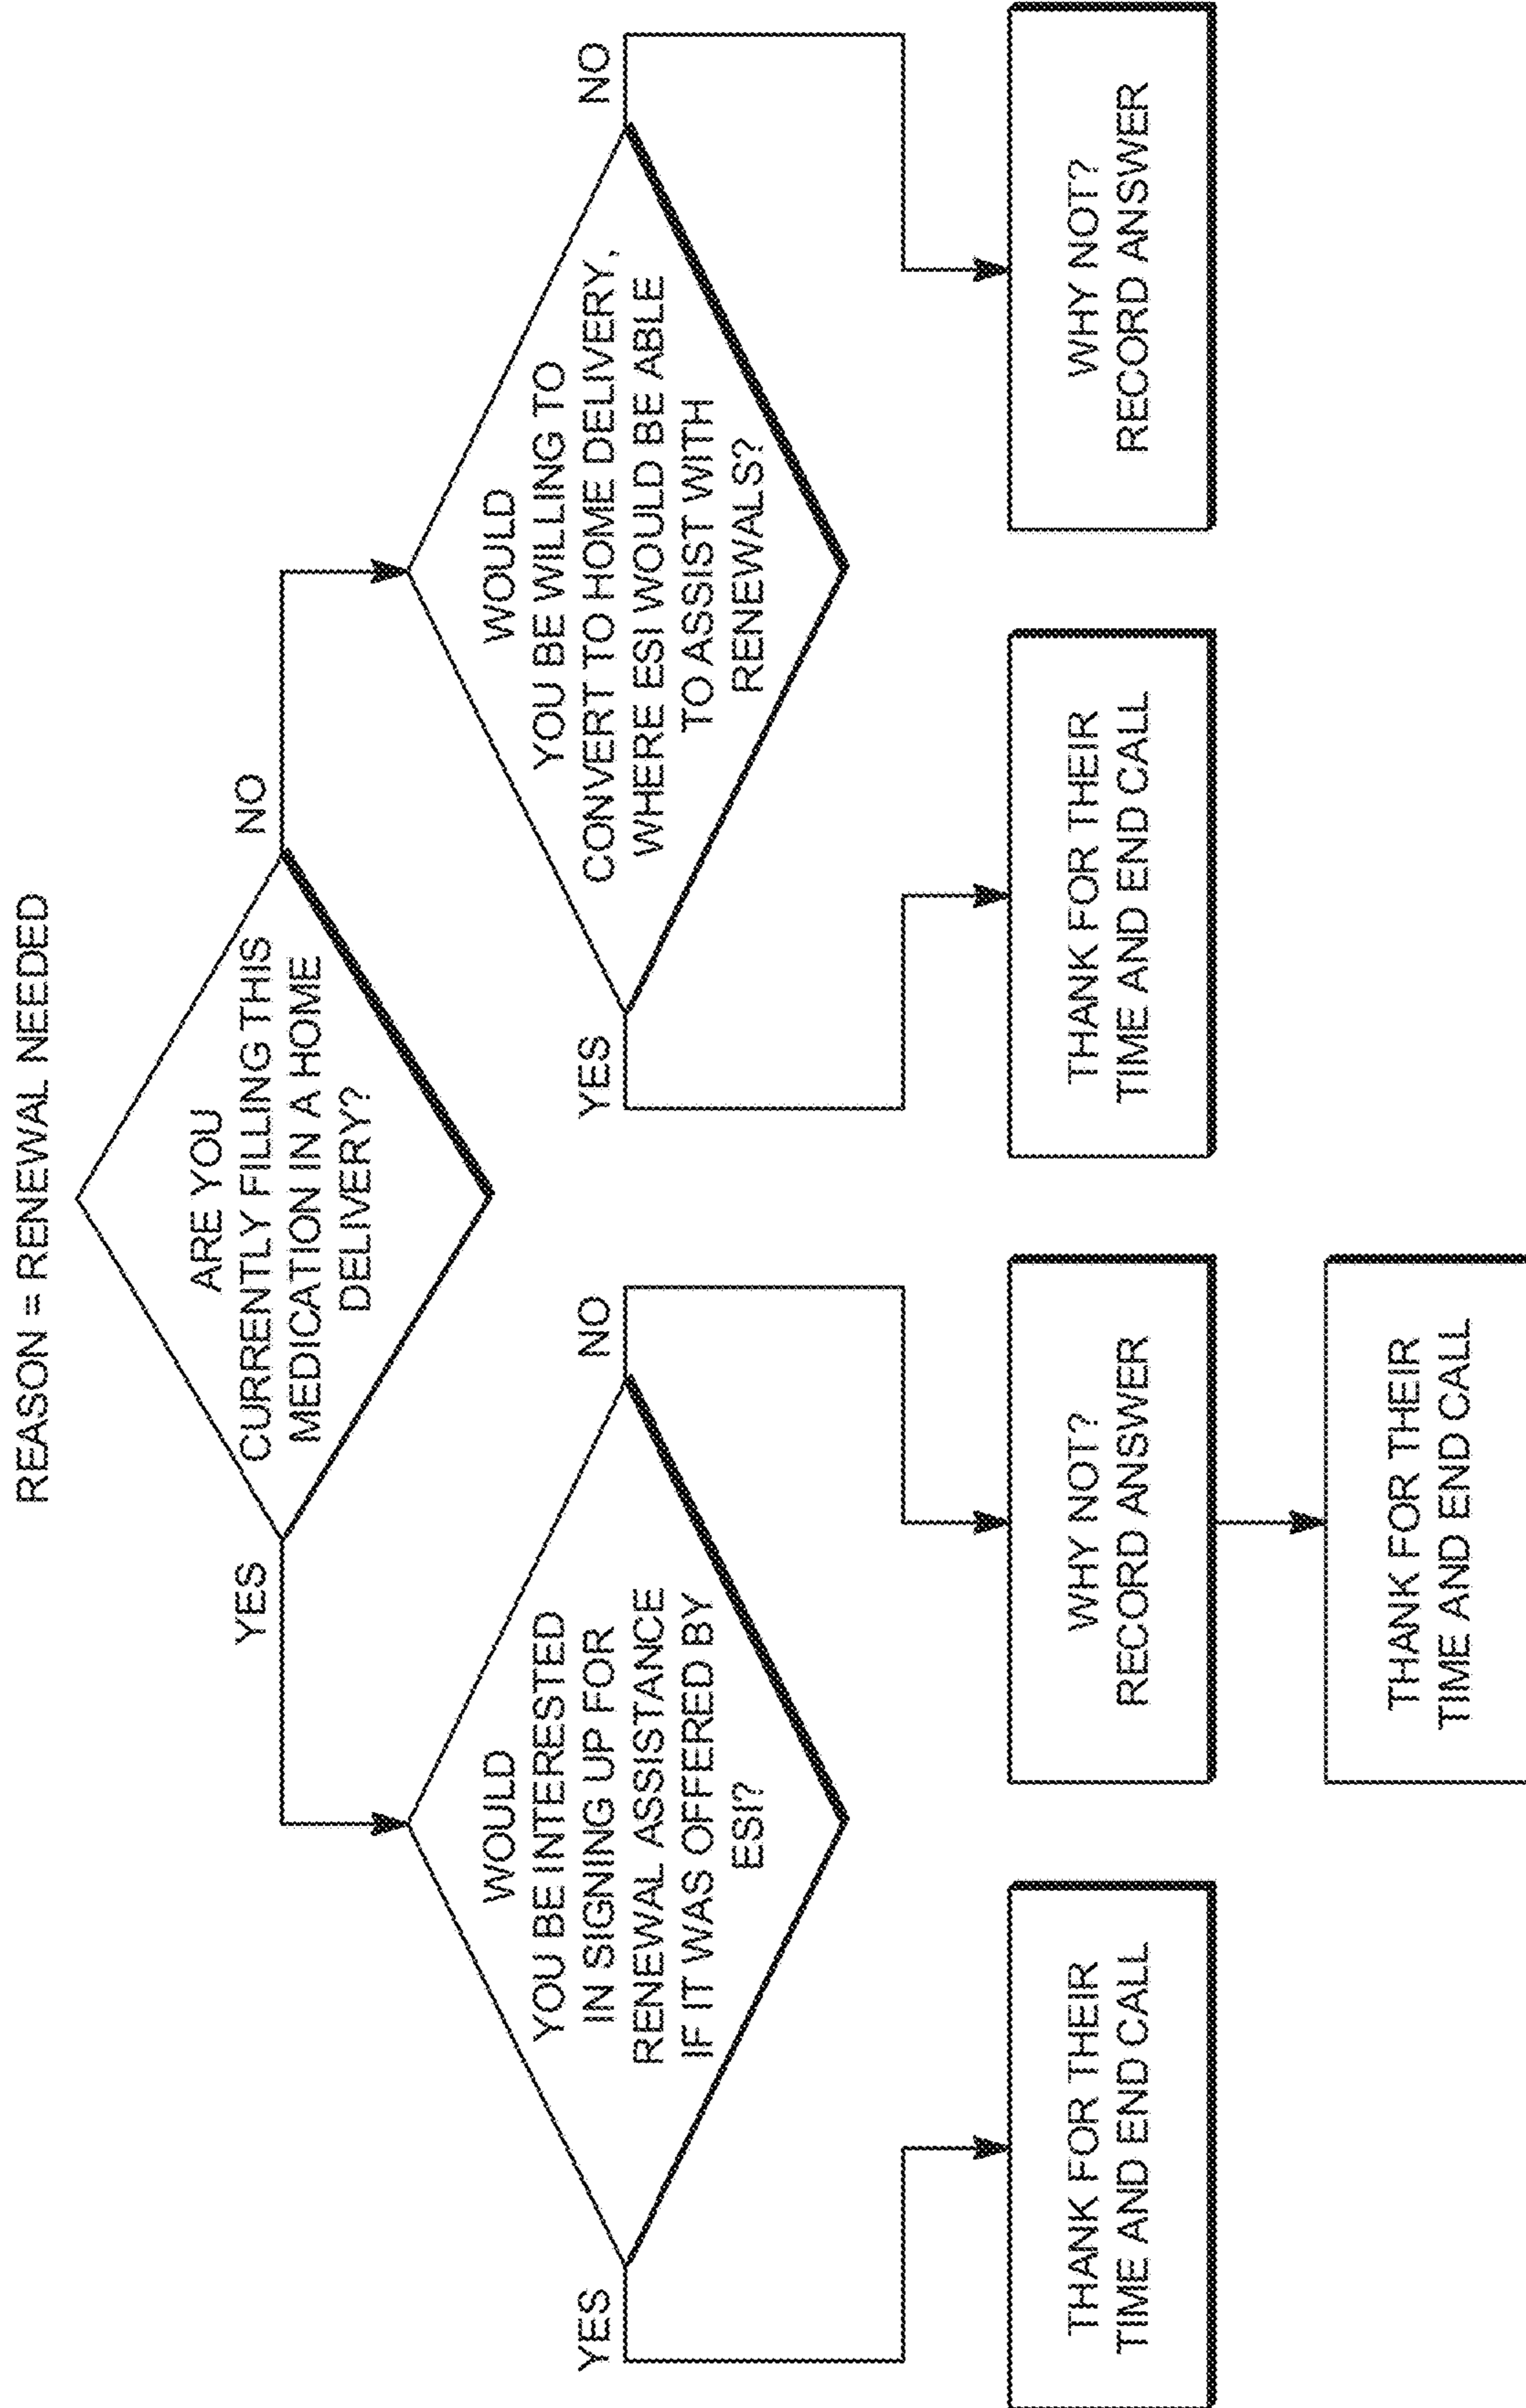 REASON = RENEWAL NEEDED
ARE YOU
CURRENTLY FILLING THIS
MEDICATION IN A HOME
DELIVERY?
YES
NO
WOULD
YOU BE INTERESTED
IN SIGNING UP FOR
RENEWAL ASSISTANCE
IF IT WAS OFFERED BY
ESI?
YES
NO
WOULD
YOU BE WILLING TO
CONVERT TO HOME DELIVERY,
WHERE ESI WOULD BE ABLE
TO ASSIST WITH
RENEWALS?
YES
NO
THANK FOR THEIR
TIME AND END CALL
WHY NOT?
RECORD ANSWER
THANK FOR THEIR
TIME AND END CALL
WHY NOT?
RECORD ANSWER
THANK FOR THEIR
TIME AND END CALL